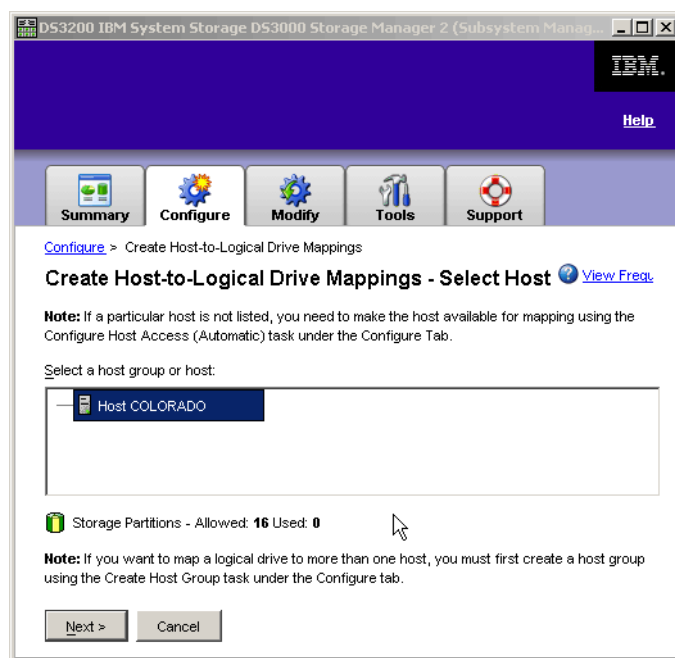 DS3200 IBM System Storage DS3000 Storage Manager 2 (Subsystem Manag...
IBM.
Help
Summary
Configure
Modify
Tools
Support
Configure > Create Host-to-Logical Drive Mappings
Create Host-to-Logical Drive Mappings - Select Host View Frequ
Note: If a particular host is not listed, you need to make the host available for mapping using the
Configure Host Access (Automatic) task under the Configure Tab.
Select a host group or host:
Host COLORADO
Storage Partitions - Allowed: 16 Used: 0
Note: If you want to map a logical drive to more than one host, you must first create a host group
using the Create Host Group task under the Configure tab.
Next >
Cancel